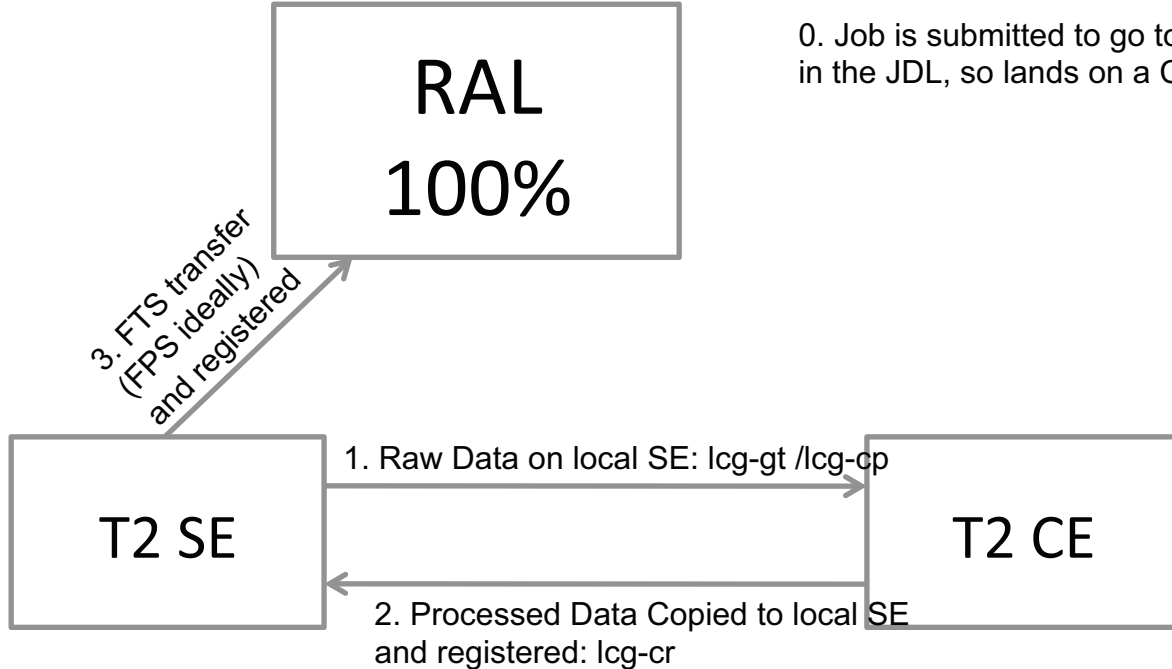 RAL
100%
0. Job is submitted to go to
in the JDL, so lands on a
3. FTS transfer
(FPS ideally)
and registered
1. Raw Data on local SE: lcg-gt /lcg-cp
T2 SE
T2 CE
2. Processed Data Copied to local SE
and registered: lcg-cr